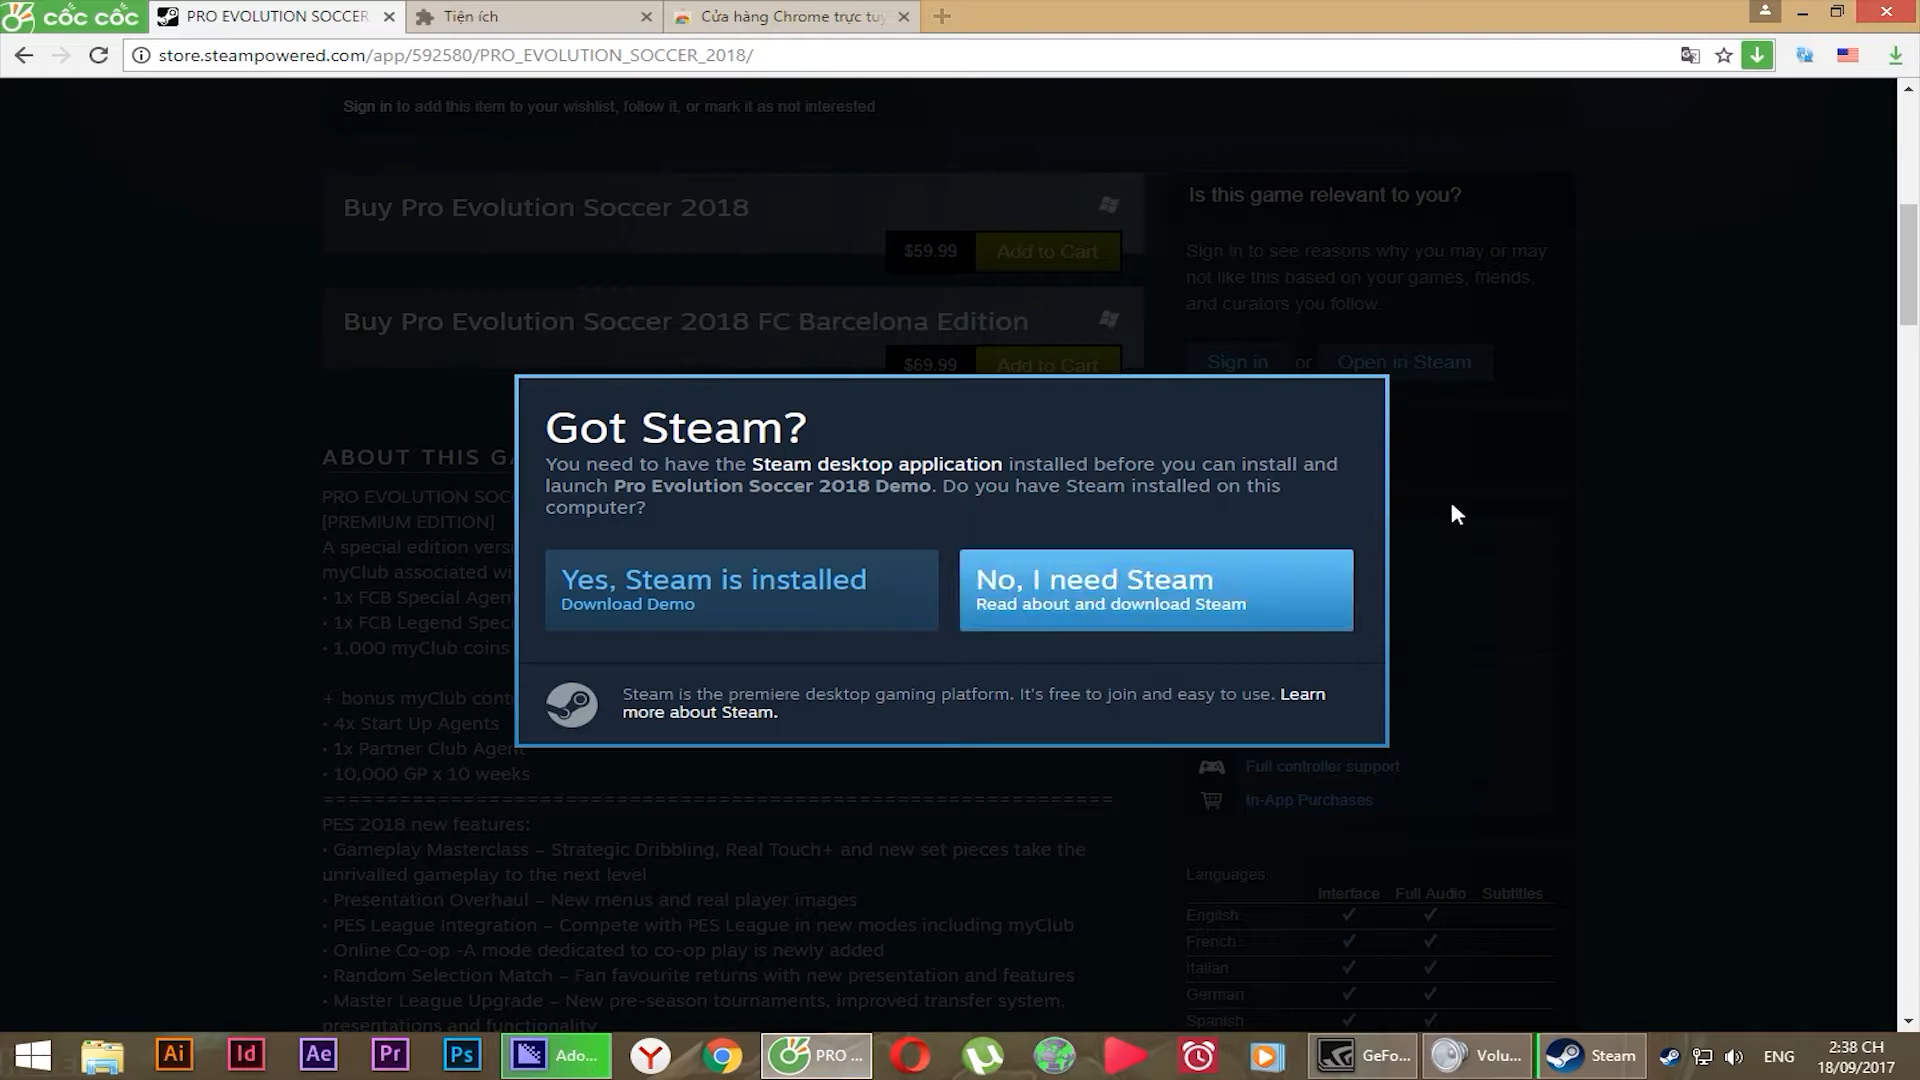 cốc cốc
PRO EVOLUTION SOCCER
Tiện ích
Cửa hàng Chrome trực tuy
store.steampowered.com/app/592580/PRO_EVOLUTION_SOCCER_2018/
Sign in to add this item to your wishlist, follow it, or mark it as not interested
Buy Pro Evolution Soccer 2018
$59.99 Add to Cart
Buy Pro Evolution Soccer 2018 FC Barcelona Edition
$69.99 Add to Cart
Is this game relevant to you?
Sign in to see reasons why you may or may
not like this based on your games, friends,
and curators you follow.
Sign in or Open in Steam
Got Steam?
You need to have the Steam desktop application installed before you can install and
launch Pro Evolution Soccer 2018 Demo. Do you have Steam installed on this
computer?
Yes, Steam is installed
Download Demo
No, I need Steam
Read about and download Steam
Steam is the premiere desktop gaming platform. It's free to join and easy to use. Learn
more about Steam.
ABOUT THIS GA
PRO EVOLUTION SOC
[PREMIUM EDITION]
A special edition versi
myClub associated wi
• 1x FCB Special Agen
• 1x FCB Legend Speci
• 1,000 myClub coins
+ bonus myClub cont
• 4x Start Up Agents
• 1x Partner Club Agent
• 10,000 GP x 10 weeks
==============================================================
PES 2018 new features:
• Gameplay Masterclass – Strategic Dribbling, Real Touch+ and new set pieces take the
unrivalled gameplay to the next level
• Presentation Overhaul – New menus and real player images
• PES League Integration – Compete with PES League in new modes including myClub
• Online Co-op -A mode dedicated to co-op play is newly added
• Random Selection Match – Fan favourite returns with new presentation and features
• Master League Upgrade – New pre-season tournaments, improved transfer system,
presentations and functionality
Full controller support
In-App Purchases
Languages:
Interface Full Audio Subtitles
English ✓ ✓
French ✓ ✓
Italian ✓ ✓
German ✓ ✓
Spanish ✓ ✓
Ai
Id
Ae
Pr
Ps
Ado...
PRO ...
GeFo...
Volu...
Steam
ENG
2:38 CH
18/09/2017